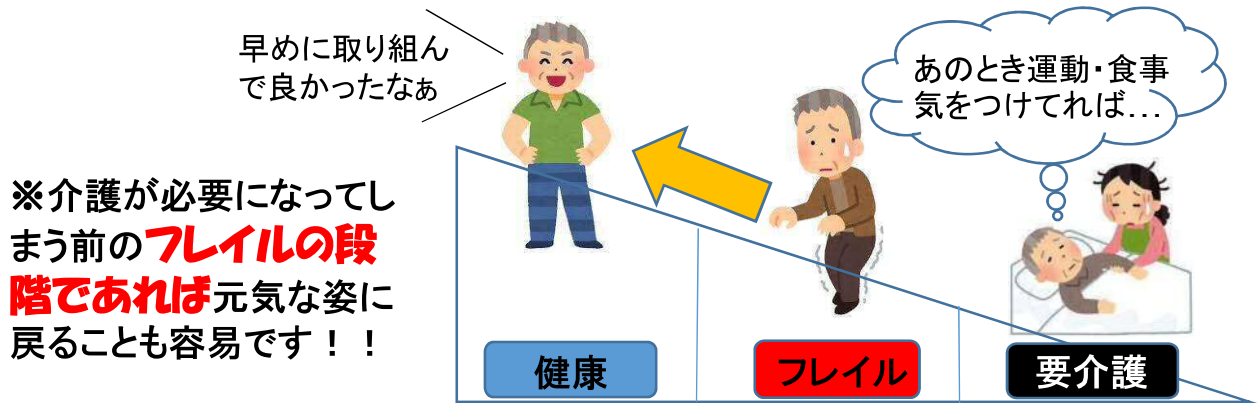 早めに取り組ん
で良かったなぁ
あのとき運動・食事
気をつけてれば…
※介護が必要になってし
まう前のフレイルの段
階であれば元気な姿に
戻ることも容易です！！
健康
フレイル
要介護